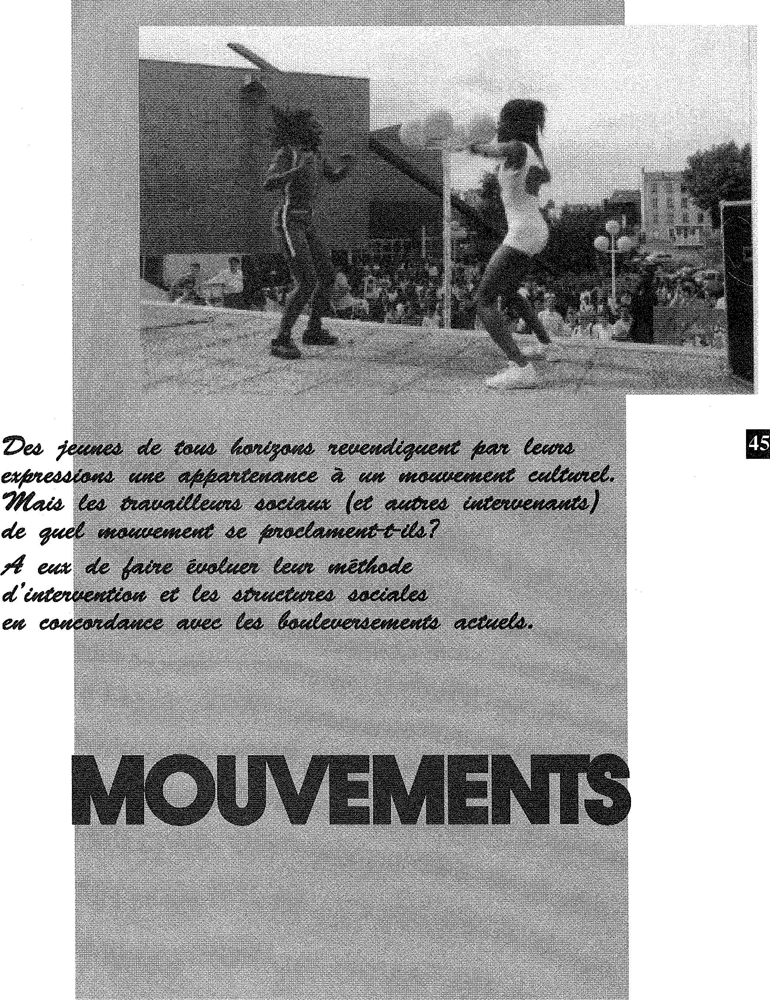 Des jeunes de tous horizons revendiquent par leurs
expressions une appartenance à un mouvement culturel.
Mais les travailleurs sociaux (et autres intervenants)
de quel mouvement se proclament-t-ils?
A eux de faire évoluer leur méthode
d'intervention et les structures sociales
en concordance avec les bouleversements actuels.
45
MOUVEMENTS